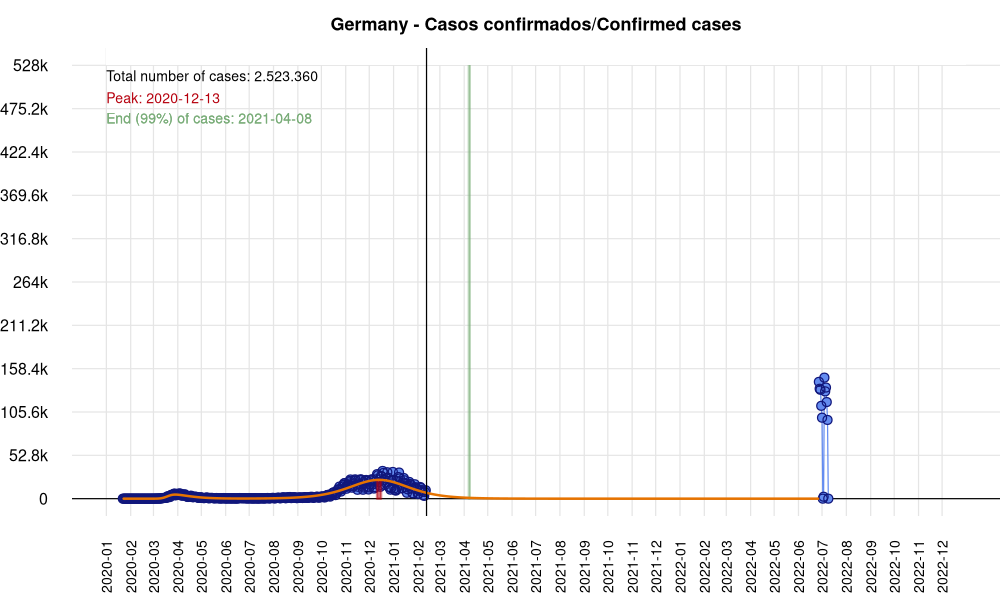 Germany - Casos confirmados/Confirmed cases
Total number of cases: 2.523.360
Peak: 2020-12-13
End (99%) of cases: 2021-04-08
528k
475.2k
422.4k
369.6k
316.8k
264k
211.2k
158.4k
105.6k
52.8k
0
2020-01
2020-02
2020-03
2020-04
2020-05
2020-06
2020-07
2020-08
2020-09
2020-10
2020-11
2020-12
2021-01
2021-02
2021-03
2021-04
2021-05
2021-06
2021-07
2021-08
2021-09
2021-10
2021-11
2021-12
2022-01
2022-02
2022-03
2022-04
2022-05
2022-06
2022-07
2022-08
2022-09
2022-10
2022-11
2022-12